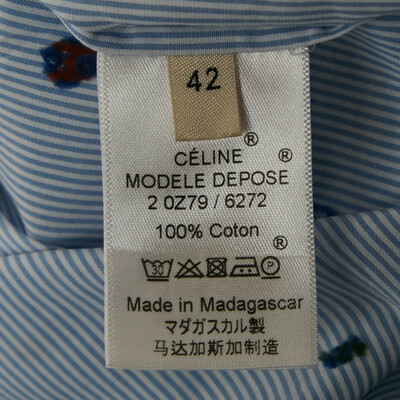 42
CÉLINE ®
MODELE DEPOSE ®
2 0Z79 / 6272
100% Coton ®
30 P
Made in Madagascar
マダガスカル製
马达加斯加制造